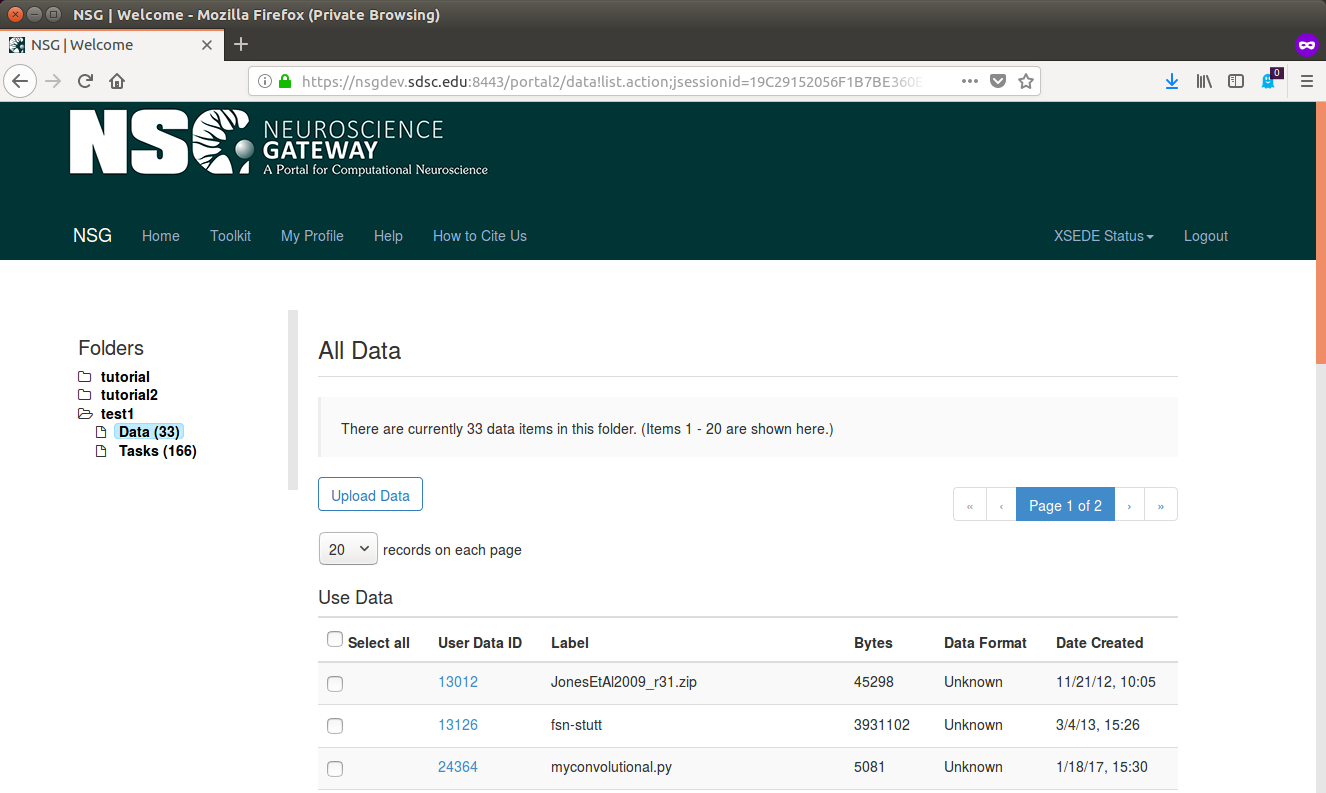 NSG | Welcome - Mozilla Firefox (Private Browsing)
NSG | Welcome
https://nsgdev.sdsc.edu:8443/portal2/data!list.action;jsessionid=19C29152056F1B7BE360E
0
NSG NEUROSCIENCE
GATEWAY
A Portal for Computational Neuroscience
NSG Home Toolkit My Profile Help How to Cite Us XSEDE Status Logout
Folders
tutorial
tutorial2
test1
Data (33)
Tasks (166)
All Data
There are currently 33 data items in this folder. (Items 1 - 20 are shown here.)
Upload Data
« ‹ Page 1 of 2 › »
20 records on each page
Use Data
Select all User Data ID Label Bytes Data Format Date Created
13012 JonesEtAl2009_r31.zip 45298 Unknown 11/21/12, 10:05
13126 fsn-stutt 3931102 Unknown 3/4/13, 15:26
24364 myconvolutional.py 5081 Unknown 1/18/17, 15:30